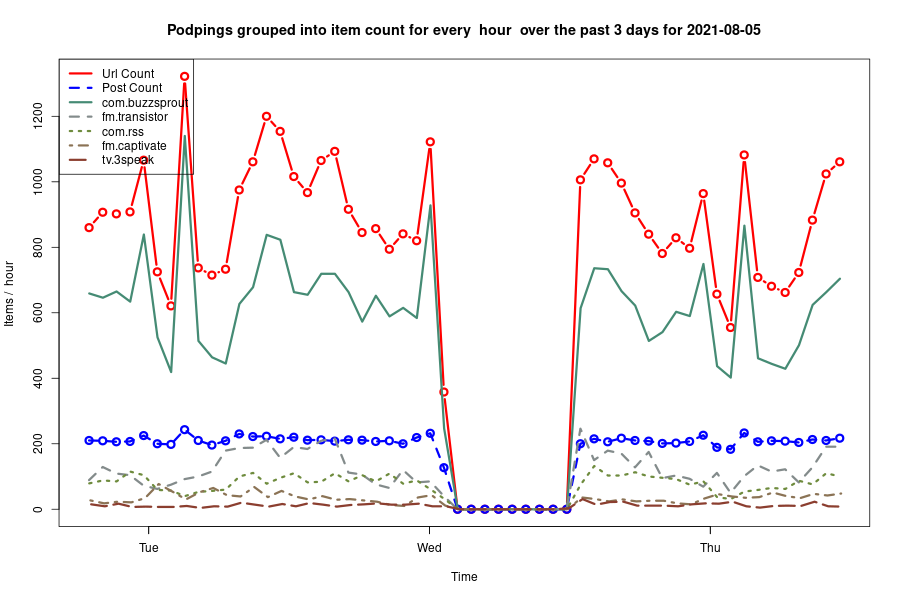 Podpings grouped into item count for every  hour  over the past 3 days for 2021-08-05
Url Count
Post Count
com.buzzsprout
fm.transistor
com.rss
fm.captivate
tv.3speak
Items / hour
1200
1000
800
600
400
200
0
Tue
Wed
Thu
Time